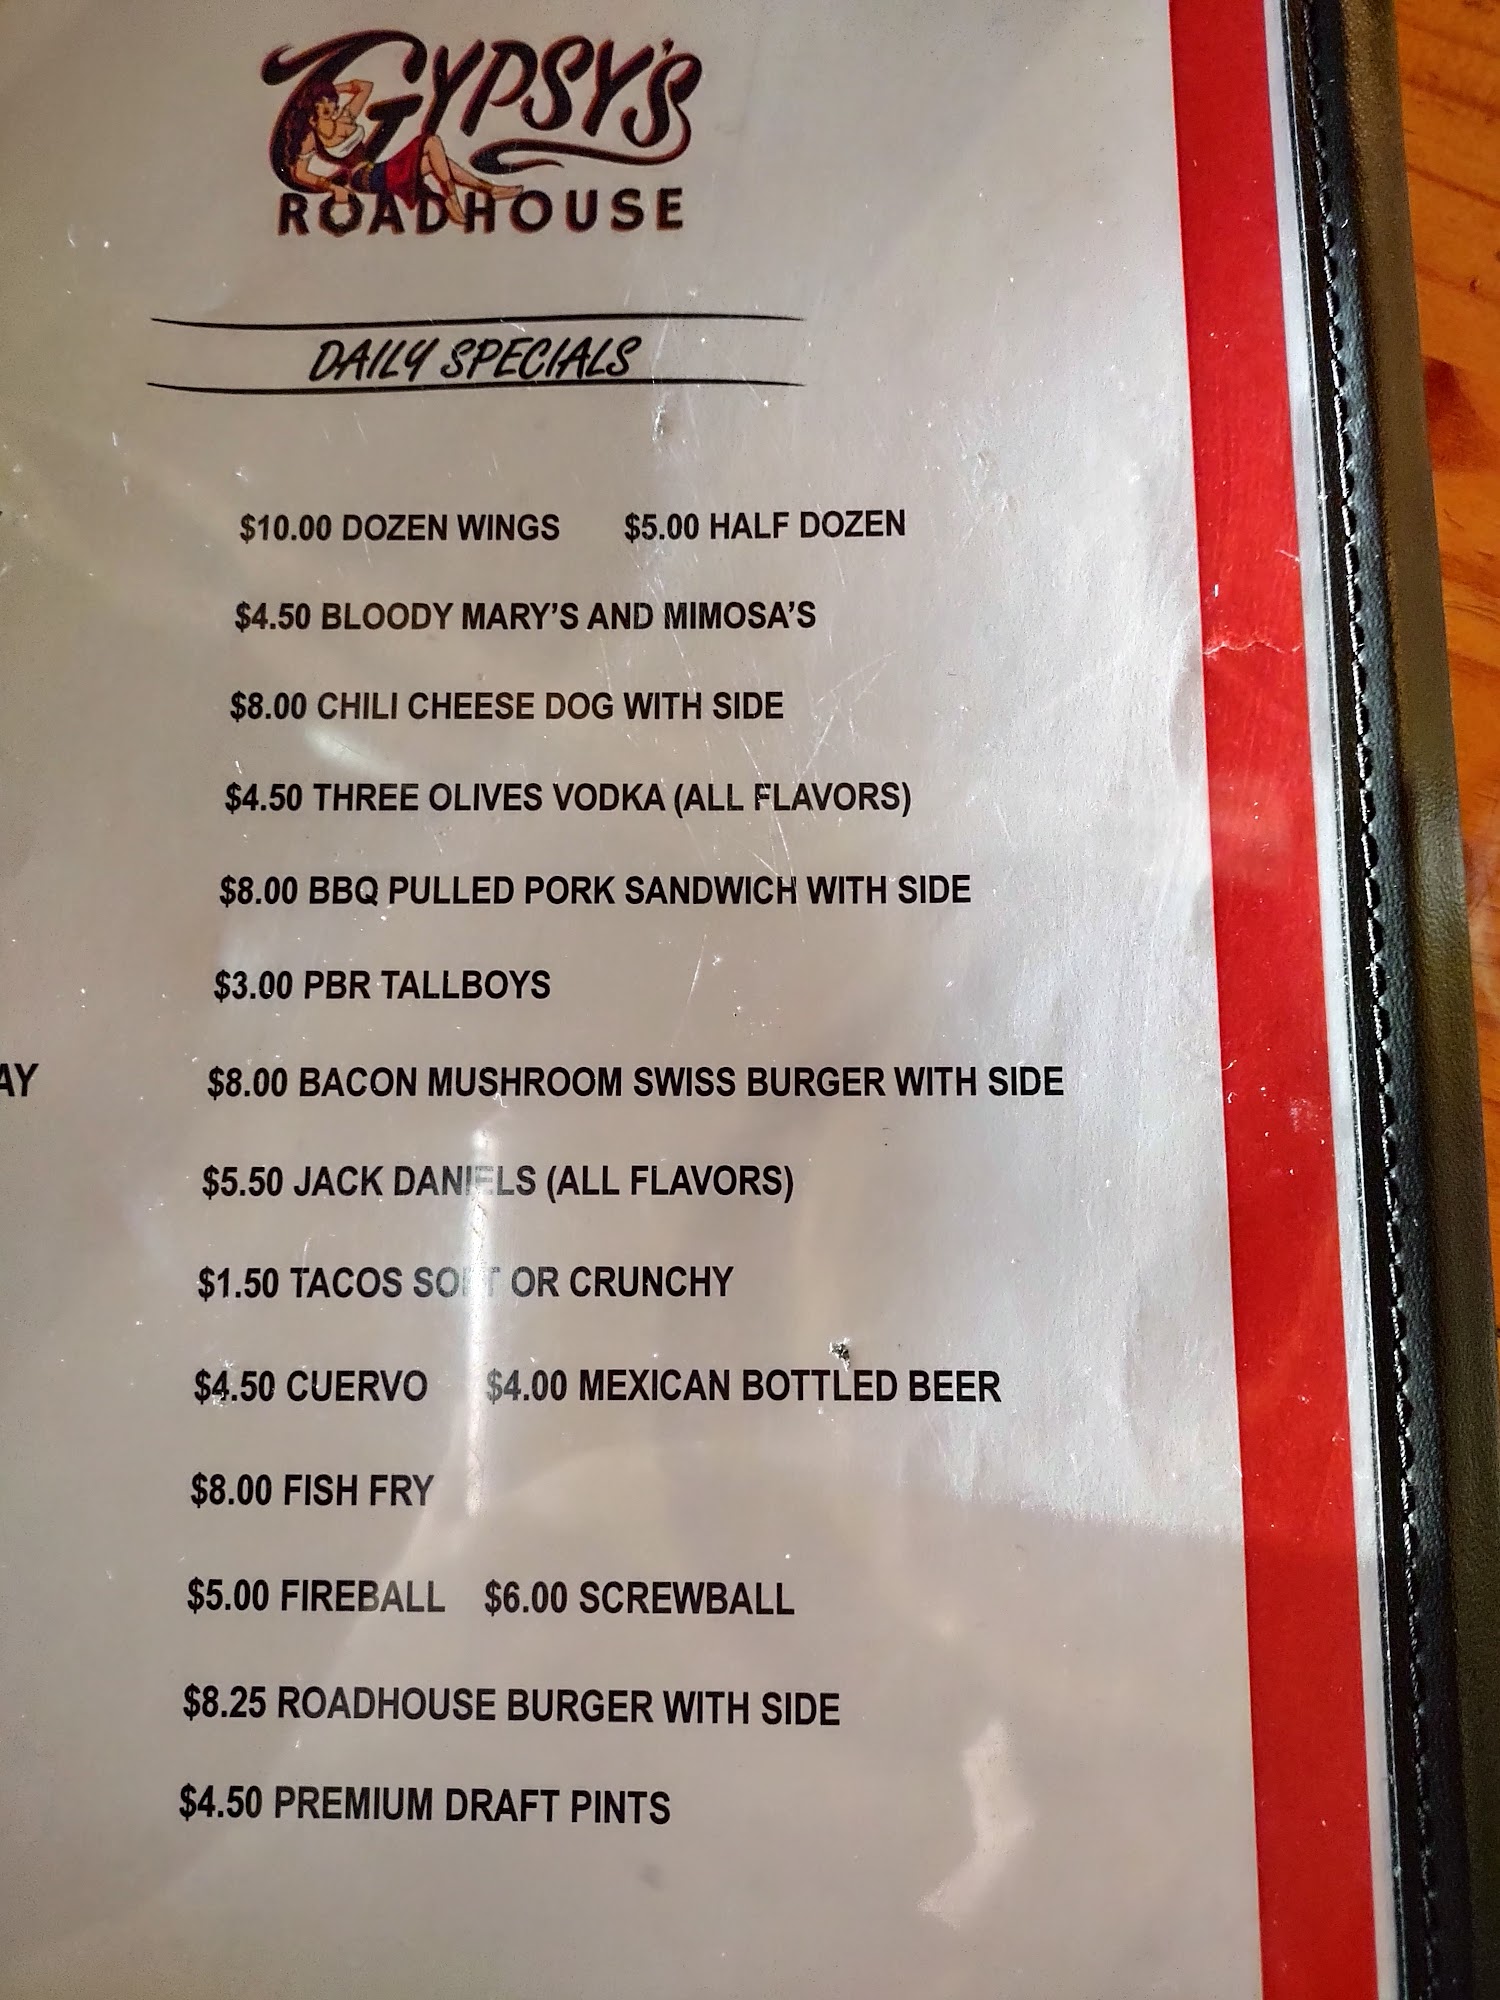 GYPSY'S
ROADHOUSE
DAILY SPECIALS
$10.00 DOZEN WINGS $5.00 HALF DOZEN
$4.50 BLOODY MARY'S AND MIMOSA'S
$8.00 CHILI CHEESE DOG WITH SIDE
$4.50 THREE OLIVES VODKA (ALL FLAVORS)
$8.00 BBQ PULLED PORK SANDWICH WITH SIDE
$3.00 PBR TALLBOYS
AY $8.00 BACON MUSHROOM SWISS BURGER WITH SIDE
$5.50 JACK DANIELS (ALL FLAVORS)
$1.50 TACOS SOFT OR CRUNCHY
$4.50 CUERVO $4.00 MEXICAN BOTTLED BEER
$8.00 FISH FRY
$5.00 FIREBALL $6.00 SCREWBALL
$8.25 ROADHOUSE BURGER WITH SIDE
$4.50 PREMIUM DRAFT PINTS